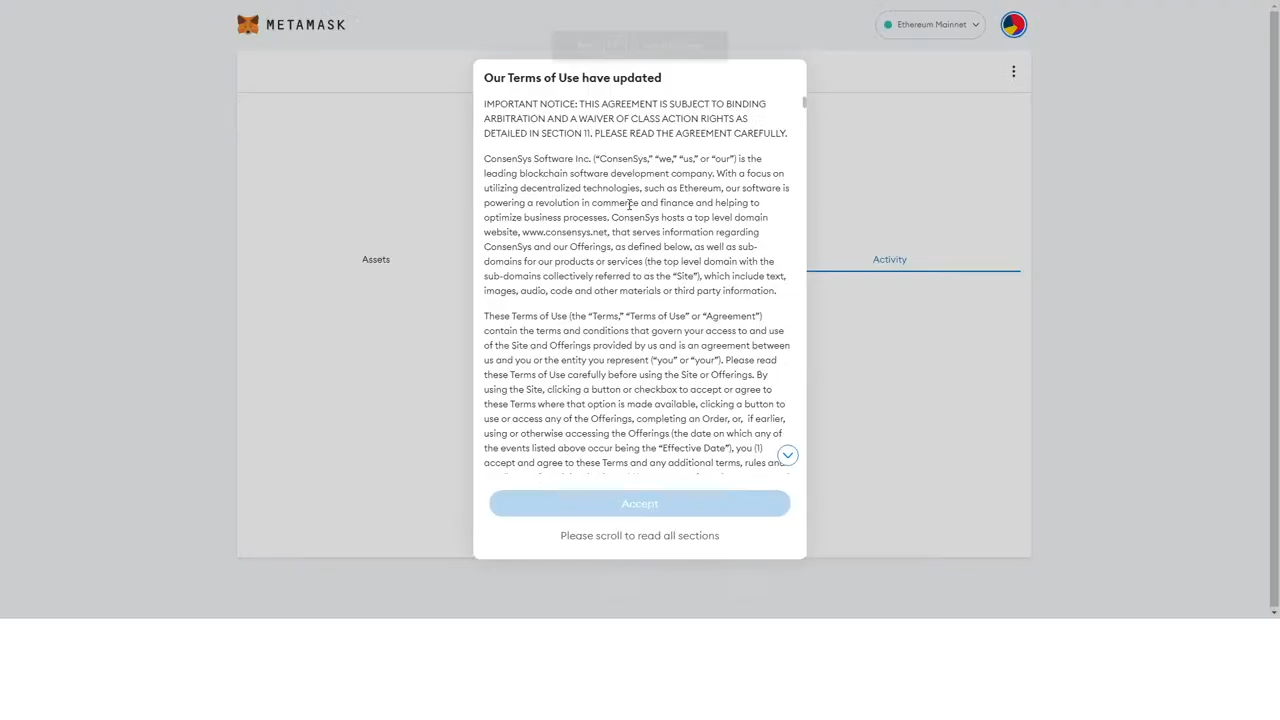 METAMASK
Ethereum Mainnet
Our Terms of Use have updated
IMPORTANT NOTICE: THIS AGREEMENT IS SUBJECT TO BINDING
ARBITRATION AND A WAIVER OF CLASS ACTION RIGHTS AS
DETAILED IN SECTION 11. PLEASE READ THE AGREEMENT CAREFULLY.
ConsenSys Software Inc. (“ConsenSys,” “we,” “us,” or “our”) is the
leading blockchain software development company. With a focus on
utilizing decentralized technologies, such as Ethereum, our software is
powering a revolution in commerce and finance and helping to
optimize business processes. ConsenSys hosts a top level domain
website, www.consensys.net, that serves information regarding
ConsenSys and our Offerings, as defined below, as well as sub-
domains for our products or services (the top level domain with the
sub-domains collectively referred to as the “Site”), which include text,
images, audio, code and other materials or third party information.
These Terms of Use (the “Terms,” “Terms of Use” or “Agreement”)
contain the terms and conditions that govern your access to and use
of the Site and Offerings provided by us and is an agreement between
us and you or the entity you represent (“you” or “your”). Please read
these Terms of Use carefully before using the Site or Offerings. By
using the Site, clicking a button or checkbox to accept or agree to
these Terms where that option is made available, clicking a button to
use or access any of the Offerings, completing an Order, or, if earlier,
using or otherwise accessing the Offerings (the date on which any of
the events listed above occur being the “Effective Date”), you (1)
accept and agree to these Terms and any additional terms, rules and
Accept
Please scroll to read all sections
Assets
Activity